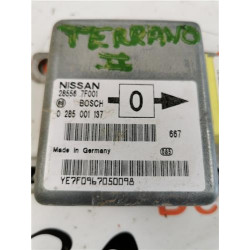 TERRANO
II
NISSAN
28556 7F001
BOSCH
0
0 285 001 137
667
Made in Germany
YE7F0967050098